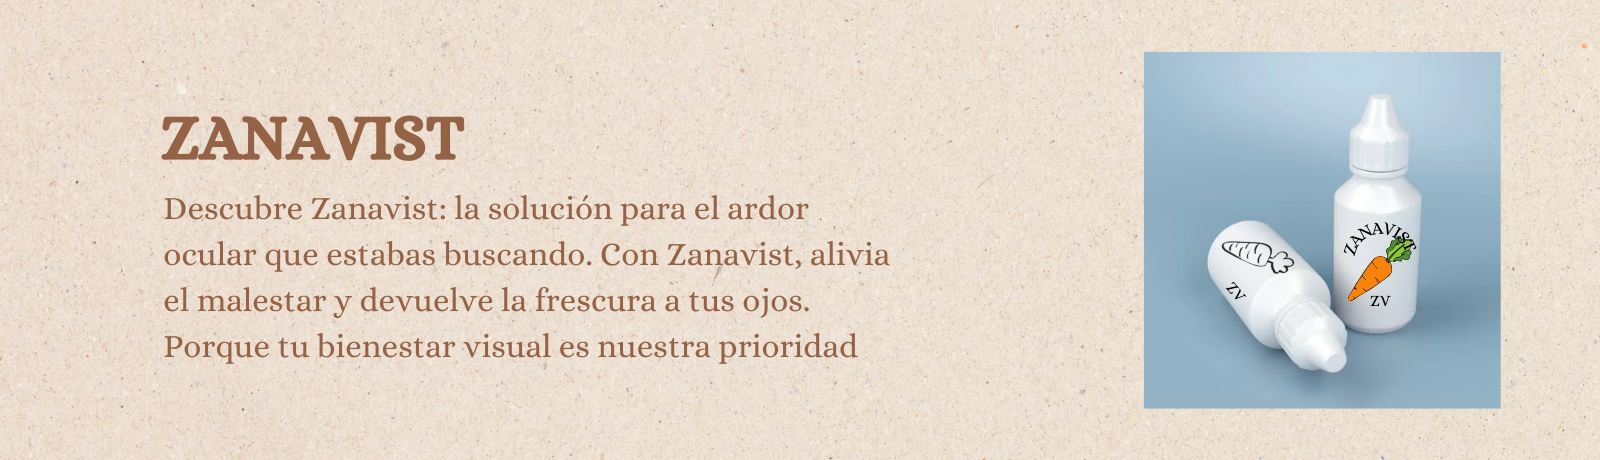 ZANAVIST
Descubre Zanavist: la solución para el ardor
ocular que estabas buscando. Con Zanavist, alivia
el malestar y devuelve la frescura a tus ojos.
Porque tu bienestar visual es nuestra prioridad
ZANAVIST
ZV
ZV